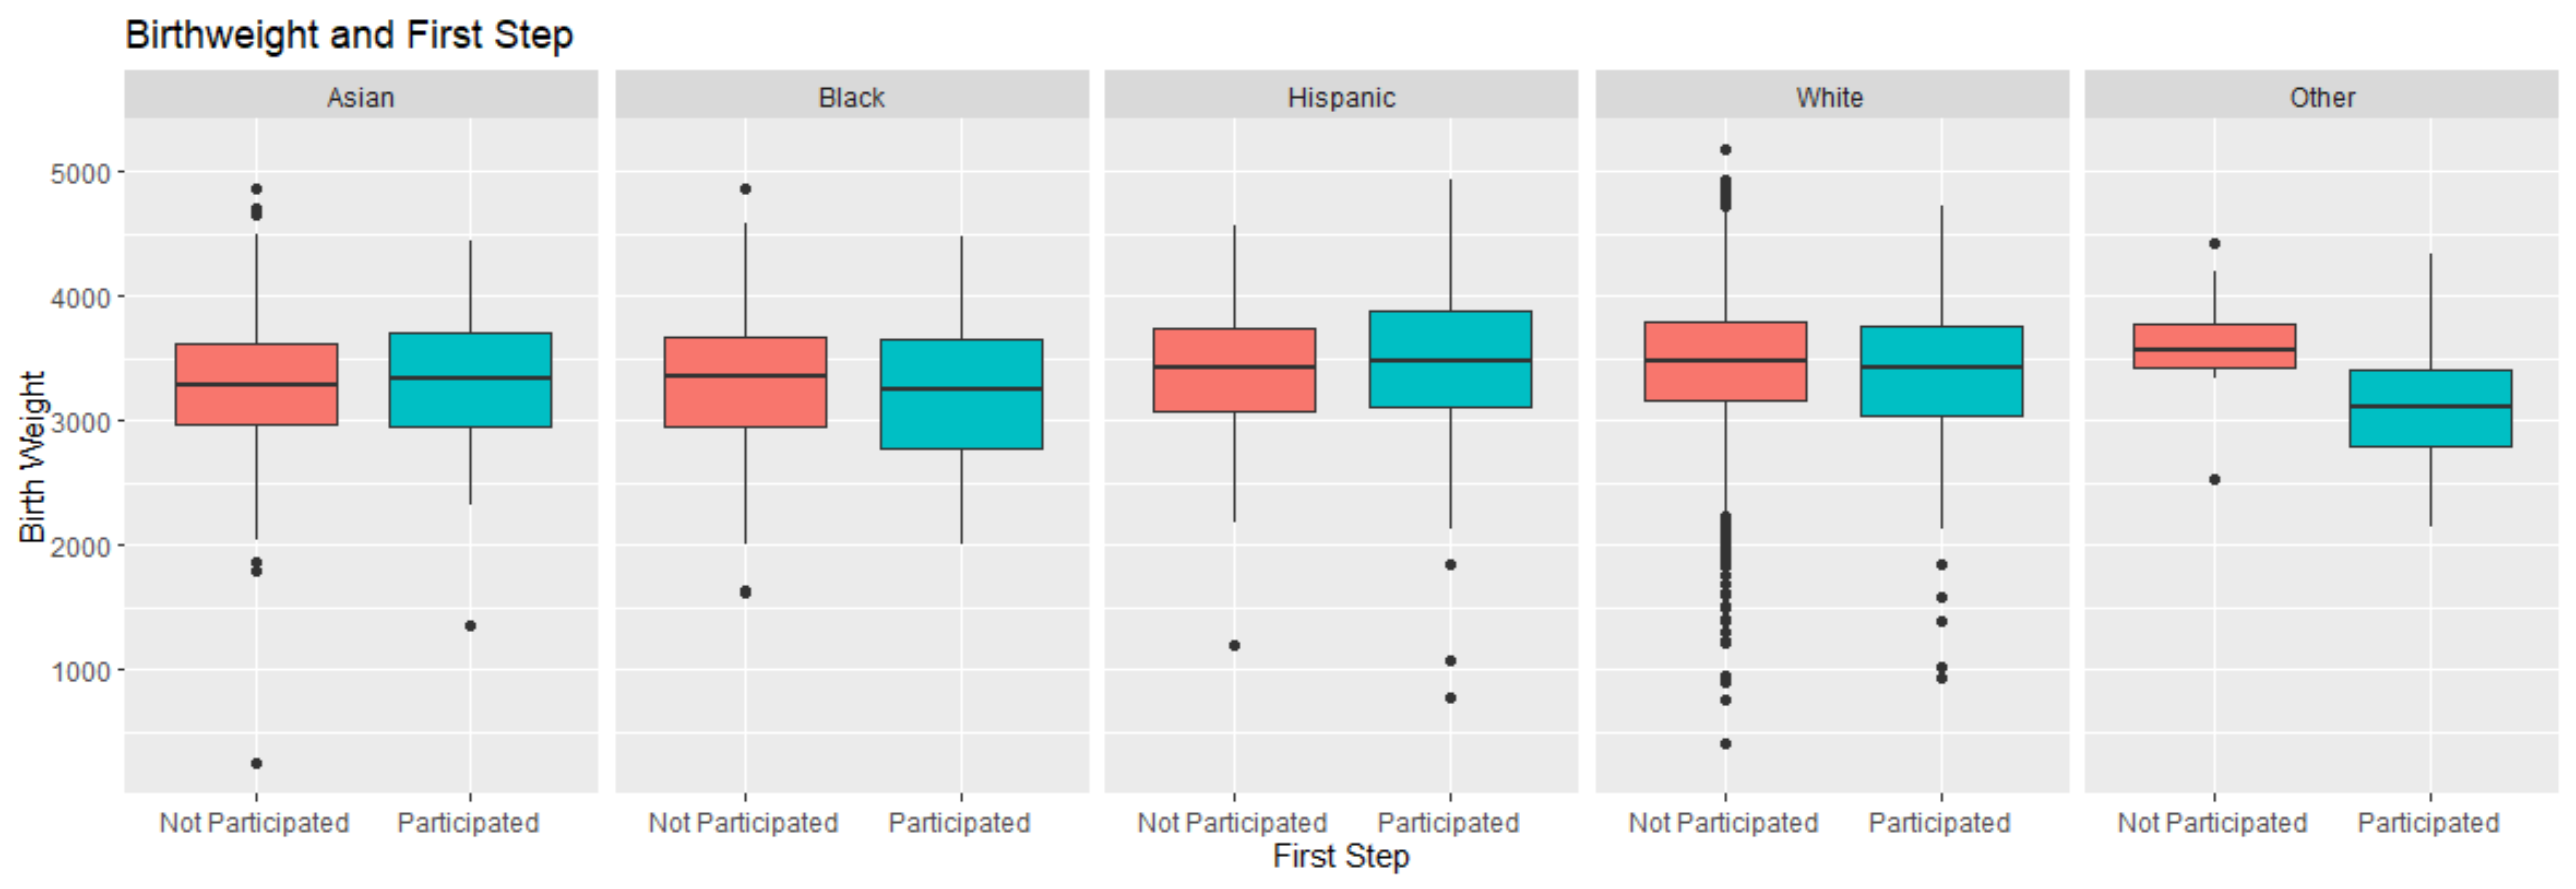 Birthweight and First Step
Asian Black Hispanic White Other
Birth Weight
5000
4000
3000
2000
1000
Not Participated Participated Not Participated Participated Not Participated Participated Not Participated Participated Not Participated Participated
First Step